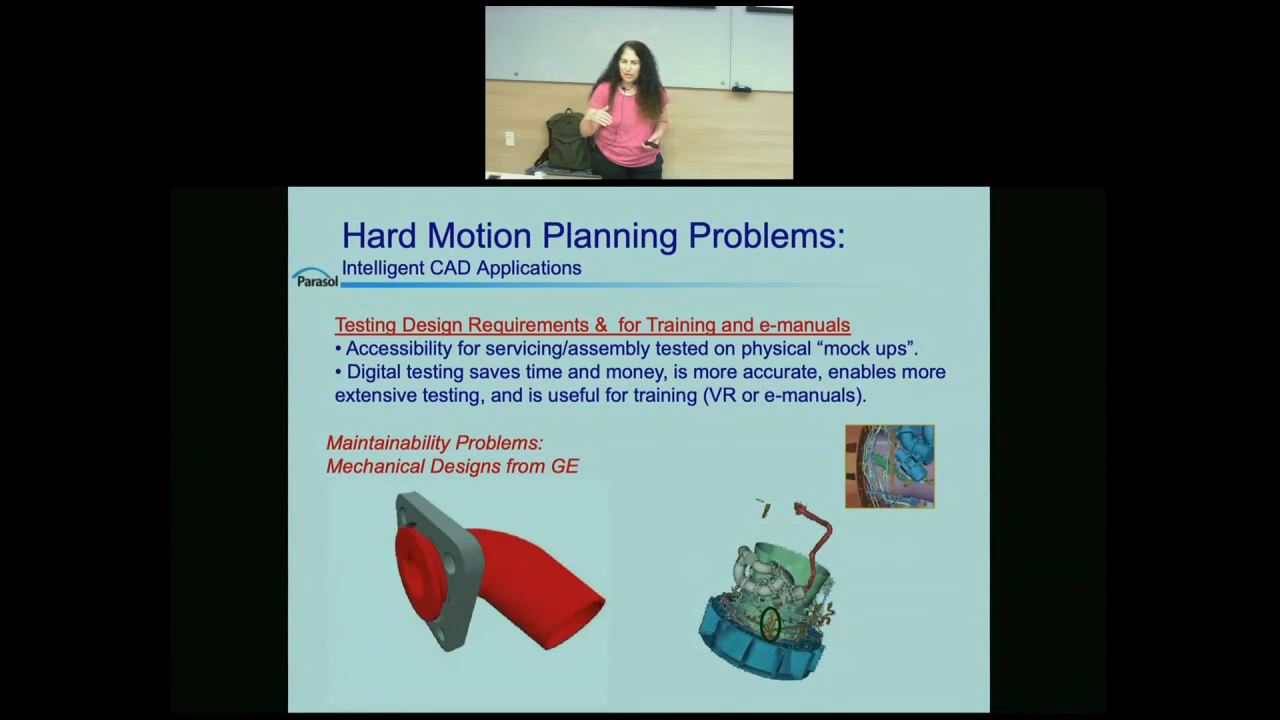 Hard Motion Planning Problems:
Intelligent CAD Applications
Parasol
Testing Design Requirements &  for Training and e-manuals
• Accessibility for servicing/assembly tested on physical “mock ups”.
• Digital testing saves time and money, is more accurate, enables more
extensive testing, and is useful for training (VR or e-manuals).
Maintainability Problems:
Mechanical Designs from GE